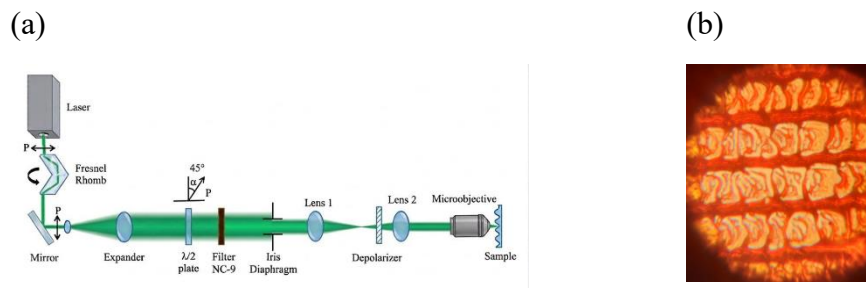 (a)
(b)
Laser
P
Fresnel
Rhomb
P
Mirror
Expander
45°
α
P
λ/2
plate
Filter
NC-9
Iris
Diaphragm
Lens 1
Depolarizer
Lens 2
Microobjective
Sample